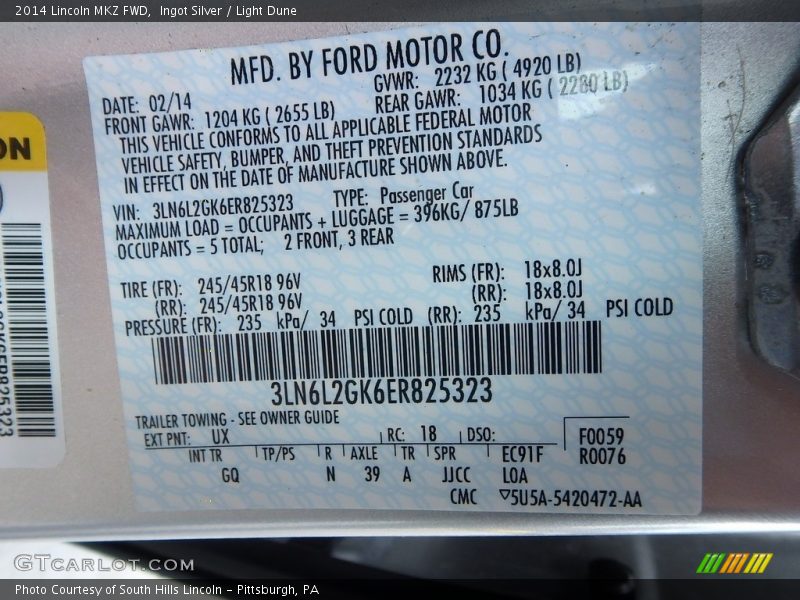 2014 Lincoln MKZ FWD,  Ingot Silver / Light Dune
MFD. BY FORD MOTOR CO.
DATE: 02/14 GVWR: 2232 KG ( 4920 LB)
FRONT GAWR: 1204 KG ( 2655 LB) REAR GAWR: 1034 KG ( 2280 LB)
THIS VEHICLE CONFORMS TO ALL APPLICABLE FEDERAL MOTOR
VEHICLE SAFETY, BUMPER, AND THEFT PREVENTION STANDARDS
IN EFFECT ON THE DATE OF MANUFACTURE SHOWN ABOVE.
VIN: 3LN6L2GK6ER825323 TYPE: Passenger Car
MAXIMUM LOAD = OCCUPANTS + LUGGAGE = 396KG/ 875LB
OCCUPANTS = 5 TOTAL; 2 FRONT, 3 REAR
TIRE (FR): 245/45R18 96V RIMS (FR): 18x8.0J
(RR): 245/45R18 96V (RR): 18x8.0J
PRESSURE (FR): 235 kPa/ 34 PSI COLD (RR): 235 kPa/ 34 PSI COLD
3LN6L2GK6ER825323
TRAILER TOWING - SEE OWNER GUIDE
EXT PNT: UX RC: 18 DSO: F0059
INT TR TP/PS R AXLE TR SPR EC91F R0076
GQ N 39 A JJCC LOA
CMC ▽5U5A-5420472-AA
ON
GTcarlot.com
Photo Courtesy of South Hills Lincoln – Pittsburgh, PA